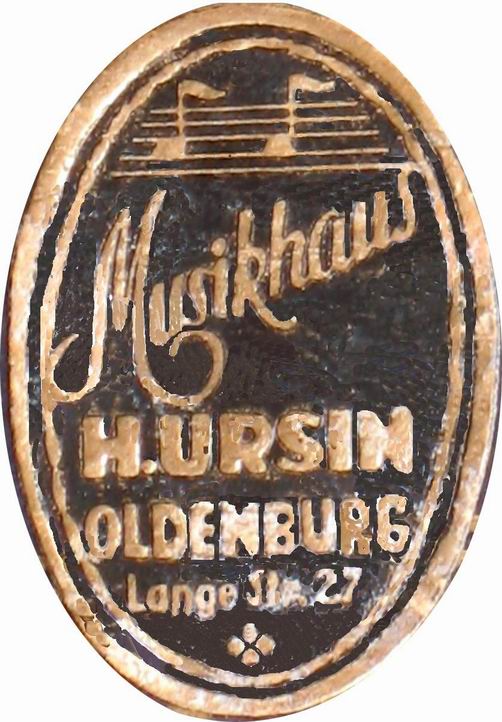 Musikhaus
H. URSIN
OLDENBURG
Lange Str. 27